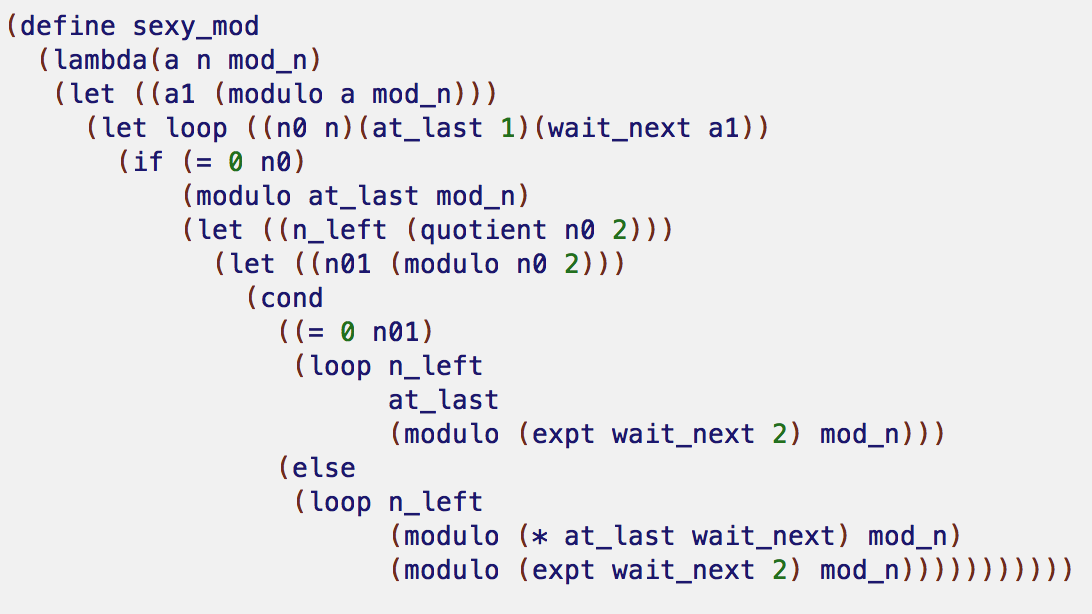 (define sexy_mod
  (lambda(a n mod_n)
   (let ((a1 (modulo a mod_n)))
     (let loop ((n0 n)(at_last 1)(wait_next a1))
       (if (= 0 n0)
           (modulo at_last mod_n)
           (let ((n_left (quotient n0 2)))
             (let ((n01 (modulo n0 2)))
               (cond
                 ((= 0 n01)
                  (loop n_left
                        at_last
                        (modulo (expt wait_next 2) mod_n)))
                 (else
                  (loop n_left
                        (modulo (* at_last wait_next) mod_n)
                        (modulo (expt wait_next 2) mod_n)))))))))))